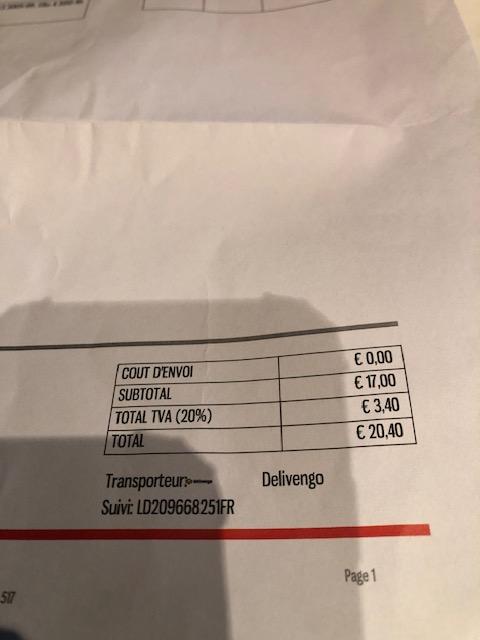 COUT D'ENVOI € 0,00
SUBTOTAL € 17,00
TOTAL TVA (20%) € 3,40
TOTAL € 20,40
Transporteur: Delivengo
Suivi: LD209668251FR
Page 1
517